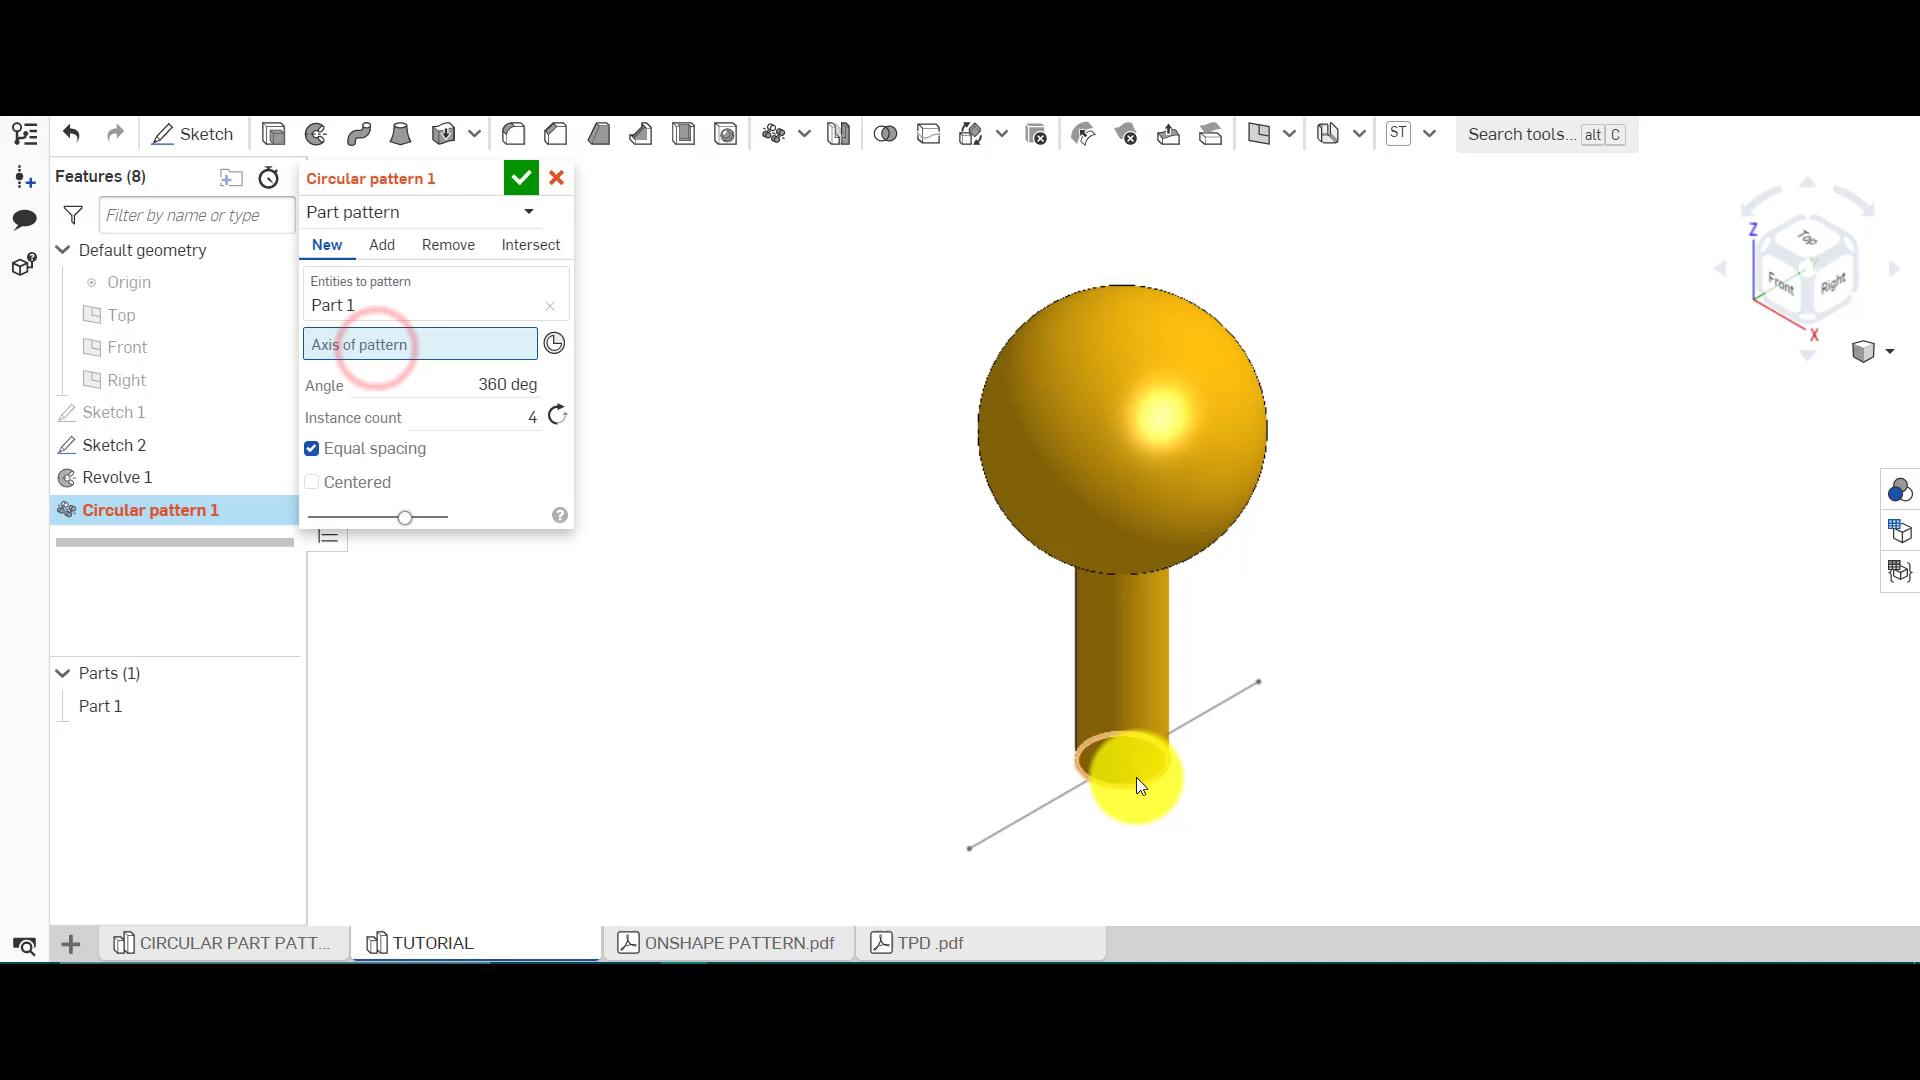 Sketch
ST
Search tools... alt C
Features (8)
Filter by name or type
Default geometry
Origin
Top
Front
Right
Sketch 1
Sketch 2
Revolve 1
Circular pattern 1
Parts (1)
Part 1
Circular pattern 1
Part pattern
New Add Remove Intersect
Entities to pattern
Part 1
Axis of pattern
Angle 360 deg
Instance count 4
Equal spacing
Centered
Z
Top
Front
Right
X
CIRCULAR PART PATT...
TUTORIAL
ONSHAPE PATTERN.pdf
TPD .pdf